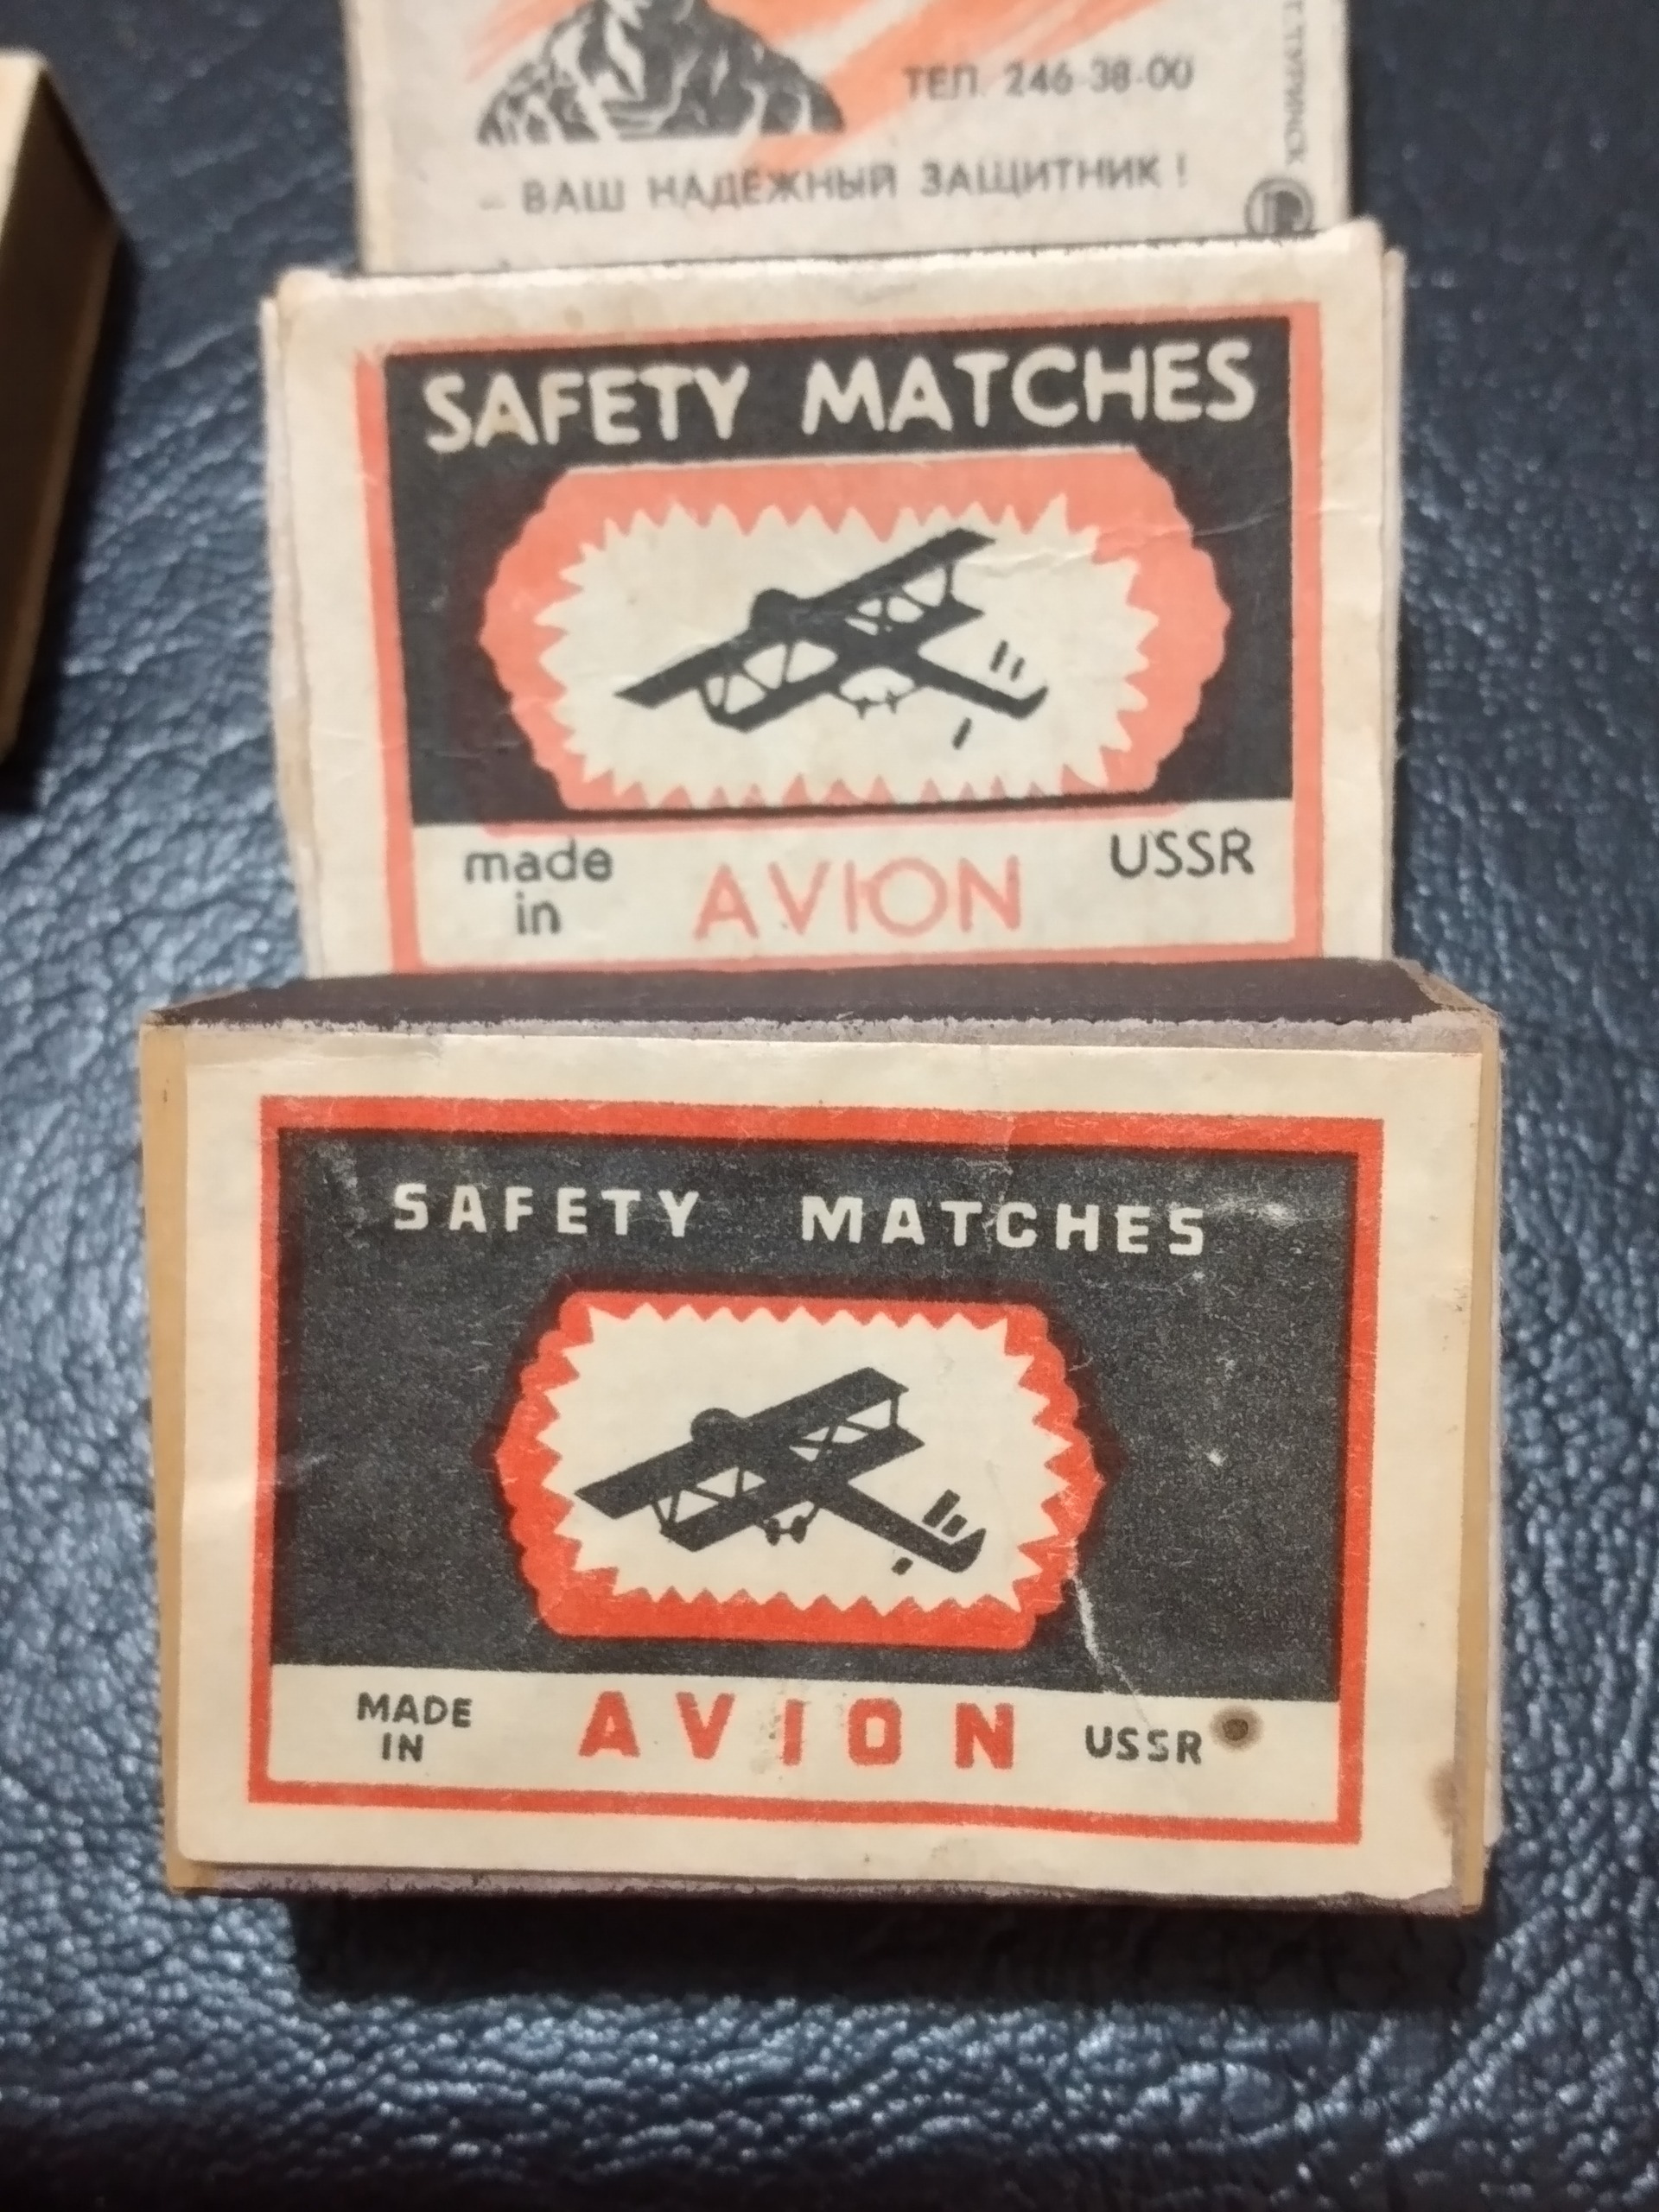 ТЕЛ. 246-38-00
– ВАШ НАДЁЖНЫЙ ЗАЩИТНИК !
Г. ТУРИНСК
SAFETY MATCHES
made
in
AVION
USSR
SAFETY MATCHES
MADE
IN
AVION
USSR